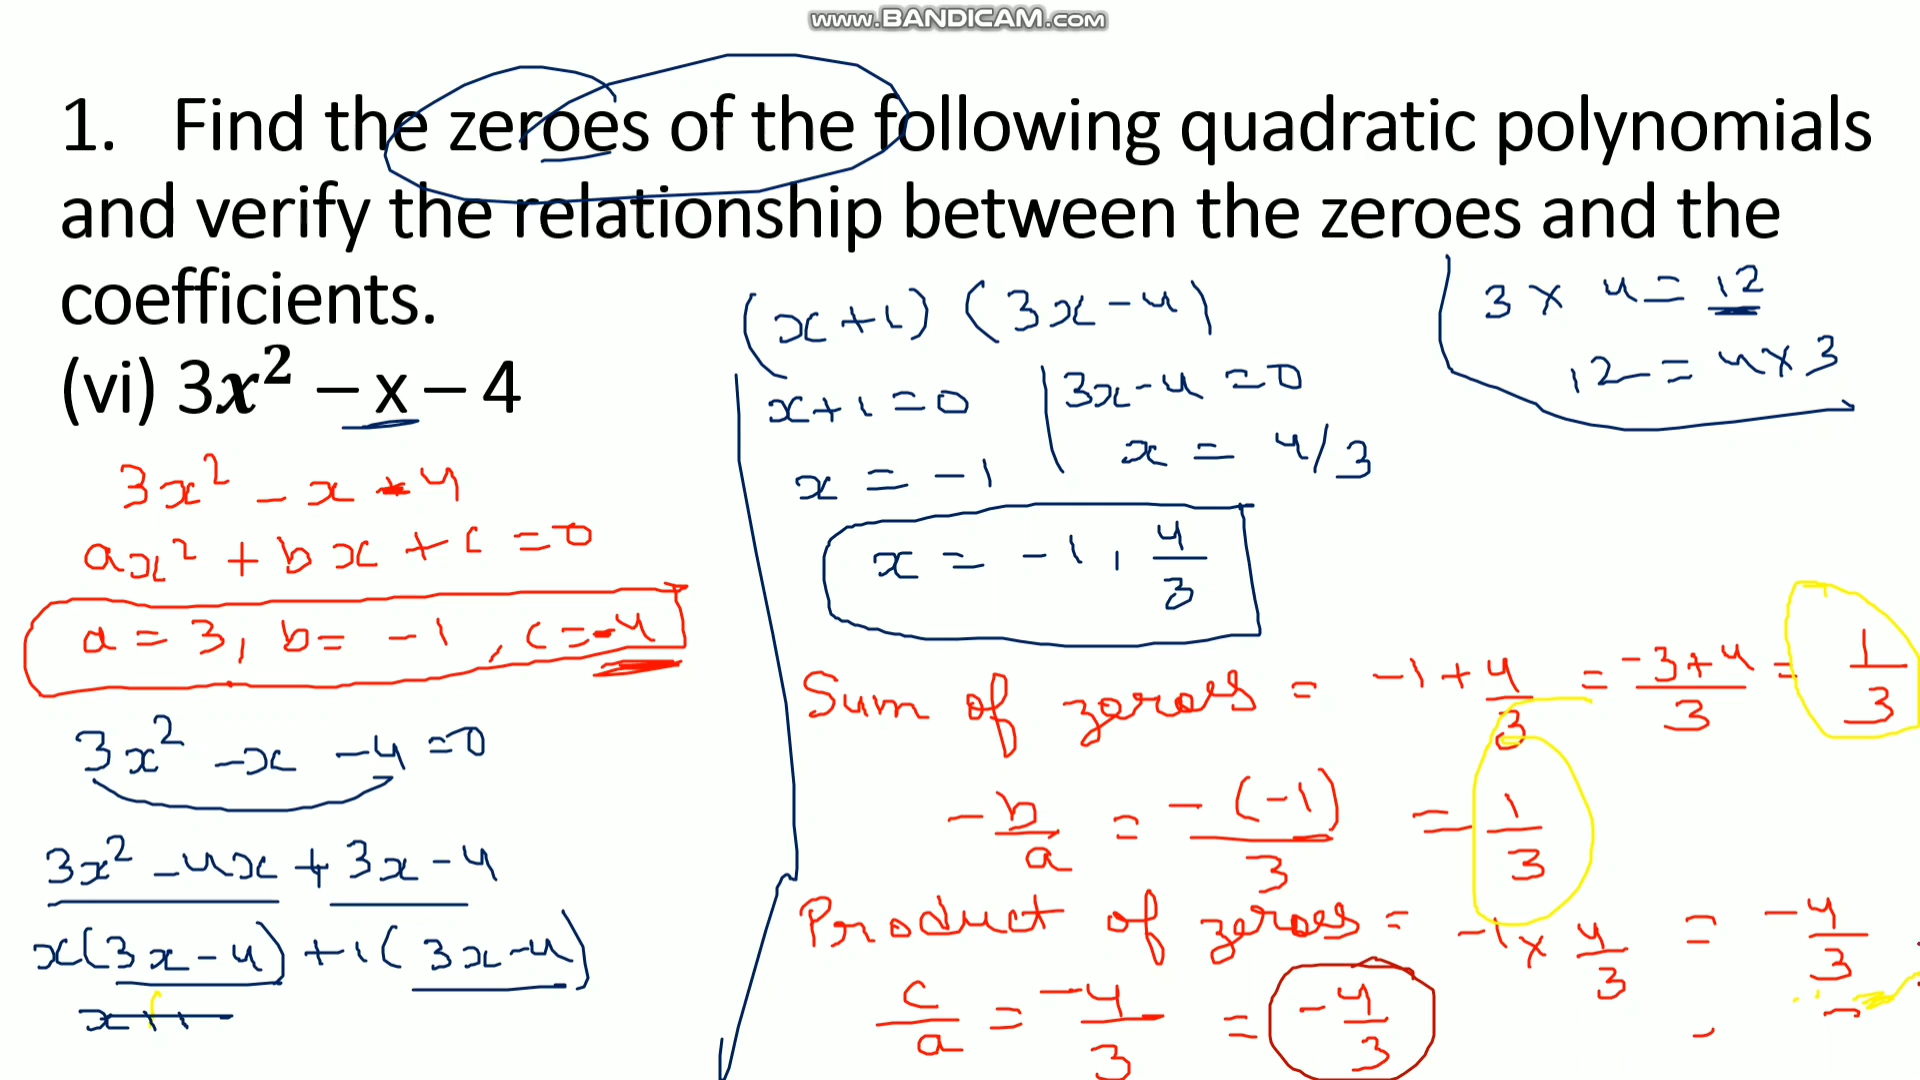 www.BANDICAM.com
1. Find the zeroes of the following quadratic polynomials
and verify the relationship between the zeroes and the
coefficients.
(vi) 3x² – x – 4
3x² - x - 4
ax² + bx + c = 0
a = 3, b = -1, c = -4
3x² - x - 4 = 0
3x² - 4x + 3x - 4
x(3x - 4) + 1(3x - 4)
(x+1) (3x-4)
x+1 = 0
x = -1
3x-4 = 0
x = 4/3
x = -1, 4/3
3 x 4 = 12
12 = 4 x 3
Sum of zeroes = -1 + 4/3 = -3+4/3 = 1/3
-b/a = -(-1)/3 = 1/3
Product of zeroes = -1 x 4/3 = -4/3
c/a = -4/3 = -4/3